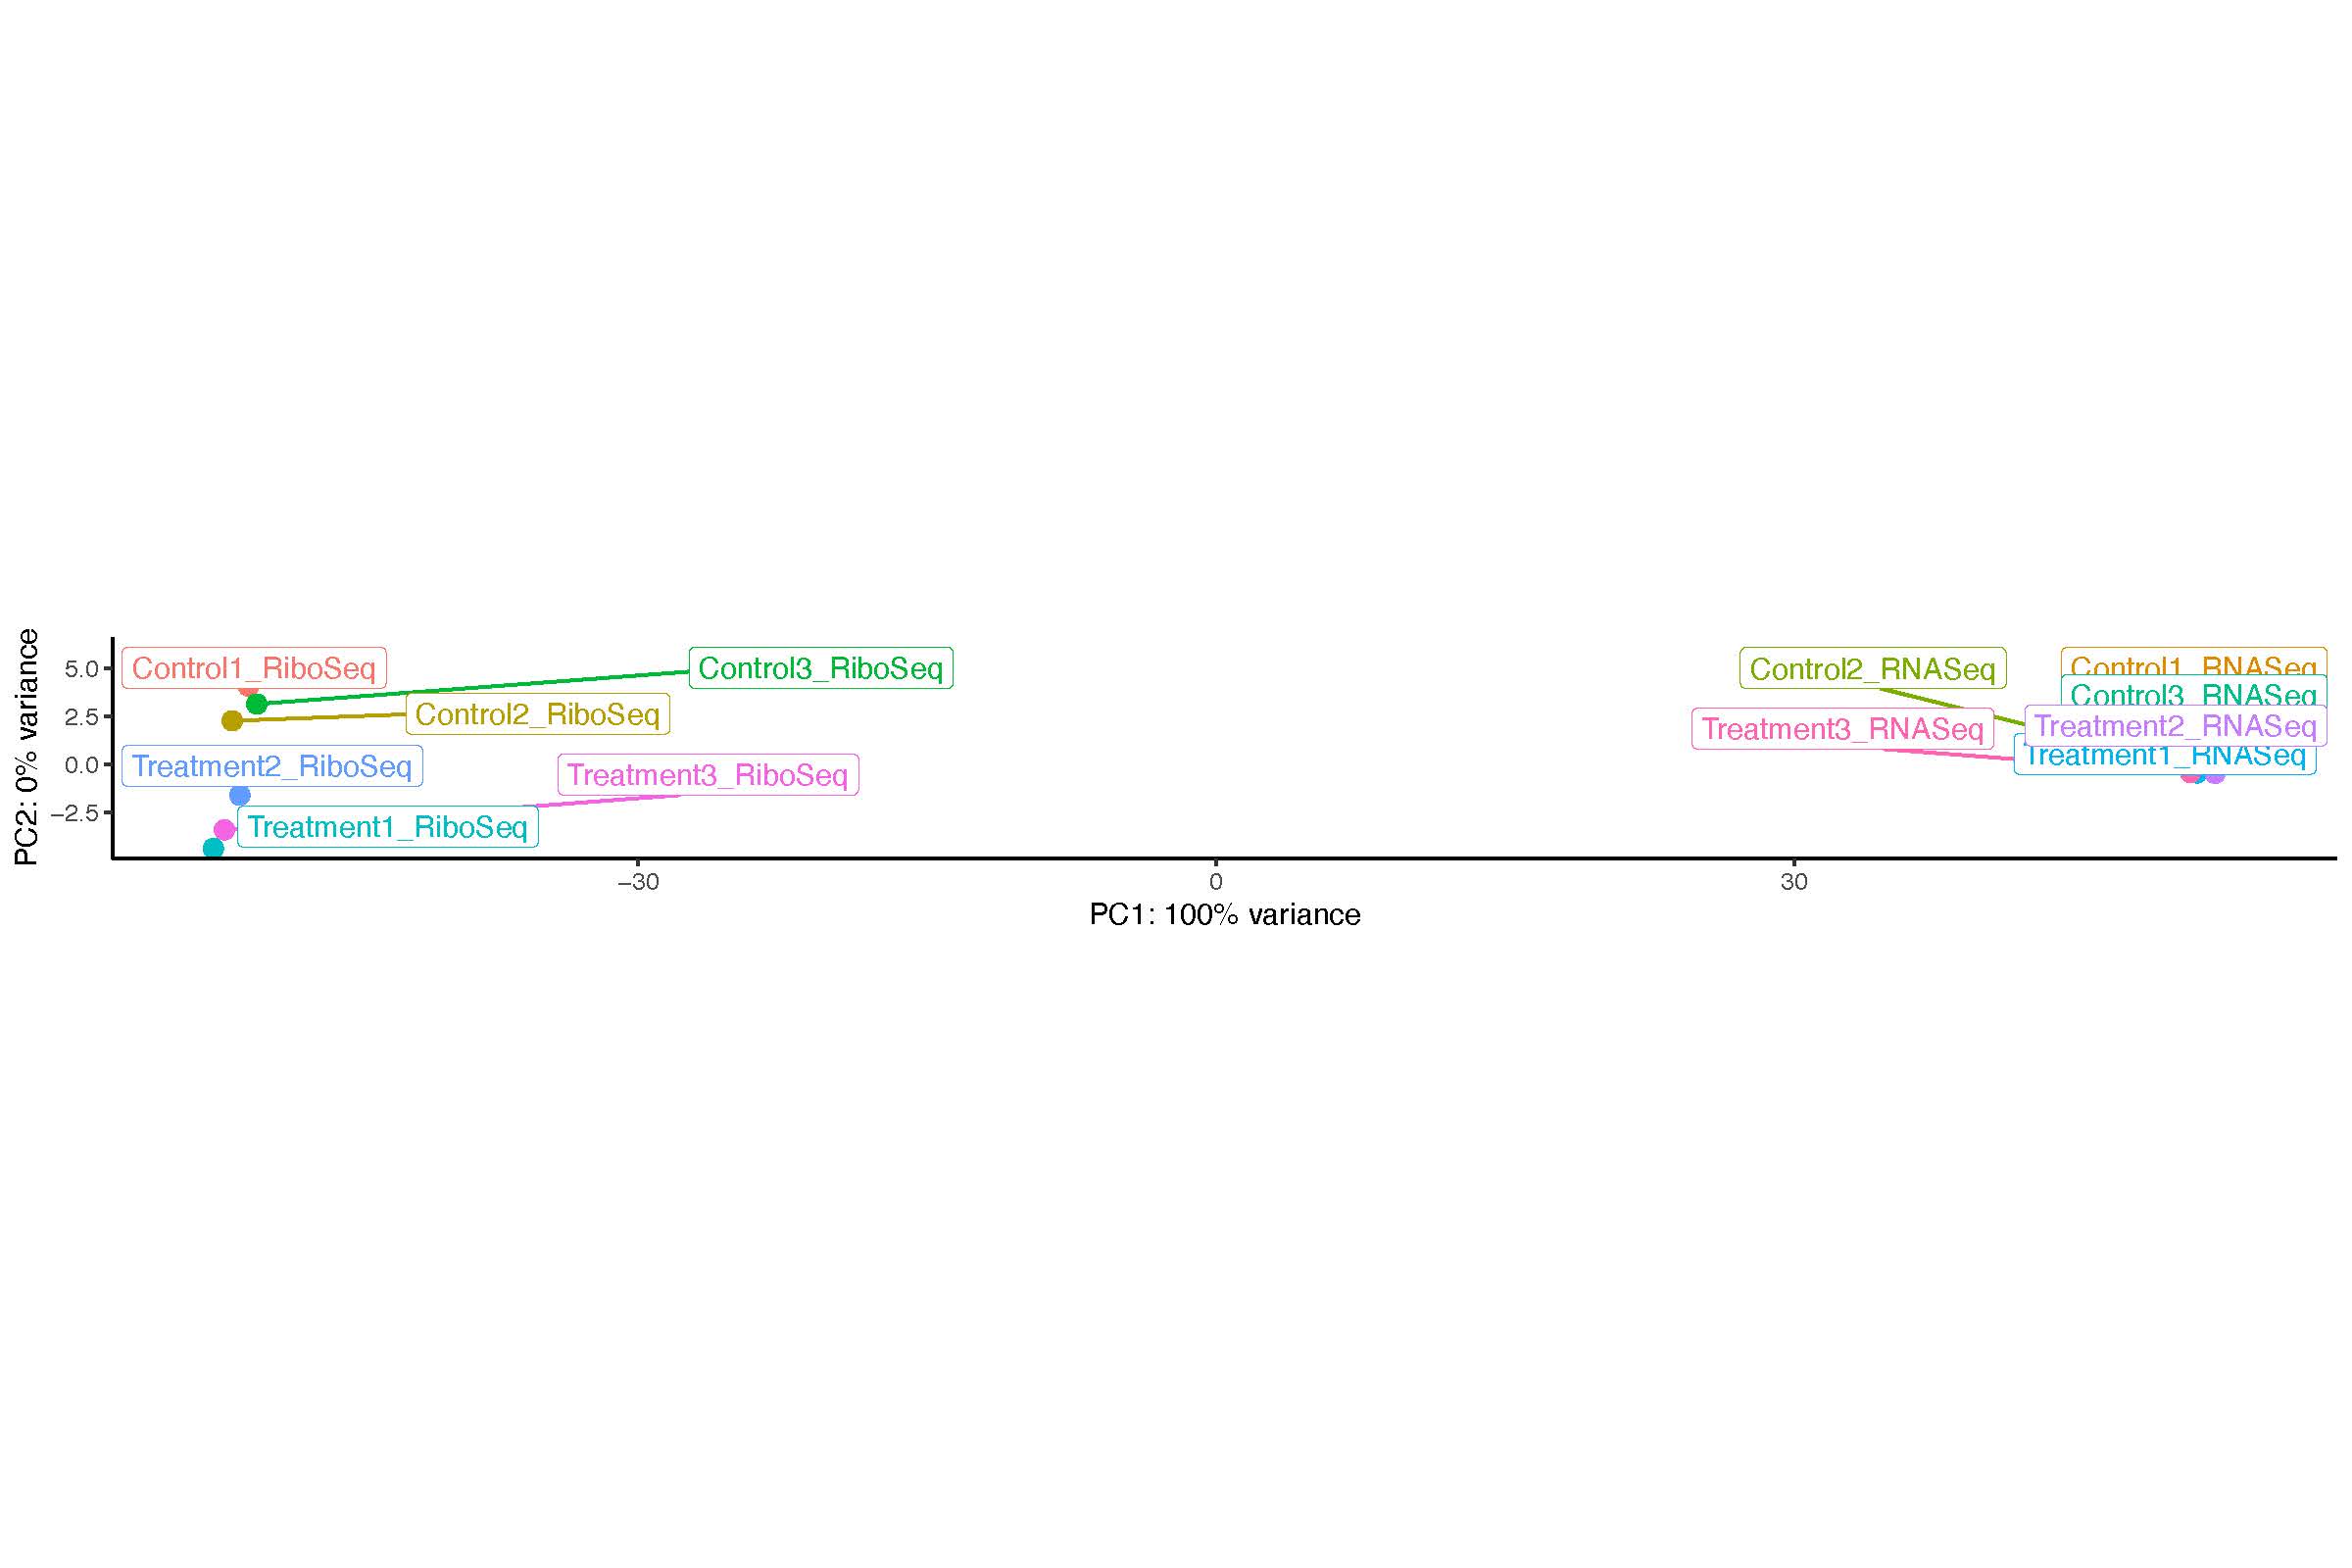 PC2: 0% variance
5.0
2.5
0.0
−2.5
Control1_RiboSeq
Control3_RiboSeq
Control2_RiboSeq
Treatment2_RiboSeq
Treatment3_RiboSeq
Treatment1_RiboSeq
Control2_RNASeq
Control1_RNASeq
Control3_RNASeq
Treatment3_RNASeq
Treatment2_RNASeq
Treatment1_RNASeq
−30
0
30
PC1: 100% variance